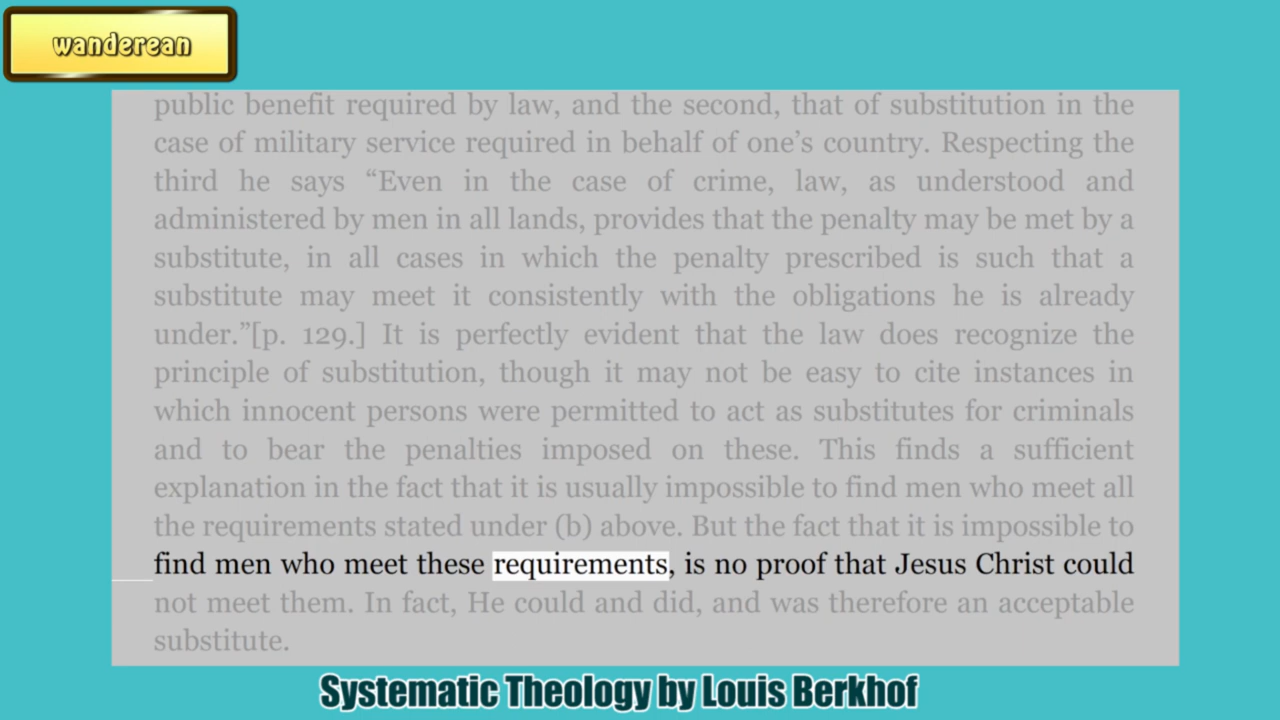 wanderean
public benefit required by law, and the second, that of substitution in the
case of military service required in behalf of one’s country. Respecting the
third he says “Even in the case of crime, law, as understood and
administered by men in all lands, provides that the penalty may be met by a
substitute, in all cases in which the penalty prescribed is such that a
substitute may meet it consistently with the obligations he is already
under.”[p. 129.] It is perfectly evident that the law does recognize the
principle of substitution, though it may not be easy to cite instances in
which innocent persons were permitted to act as substitutes for criminals
and to bear the penalties imposed on these. This finds a sufficient
explanation in the fact that it is usually impossible to find men who meet all
the requirements stated under (b) above. But the fact that it is impossible to
find men who meet these requirements, is no proof that Jesus Christ could
not meet them. In fact, He could and did, and was therefore an acceptable
substitute.
Systematic Theology by Louis Berkhof